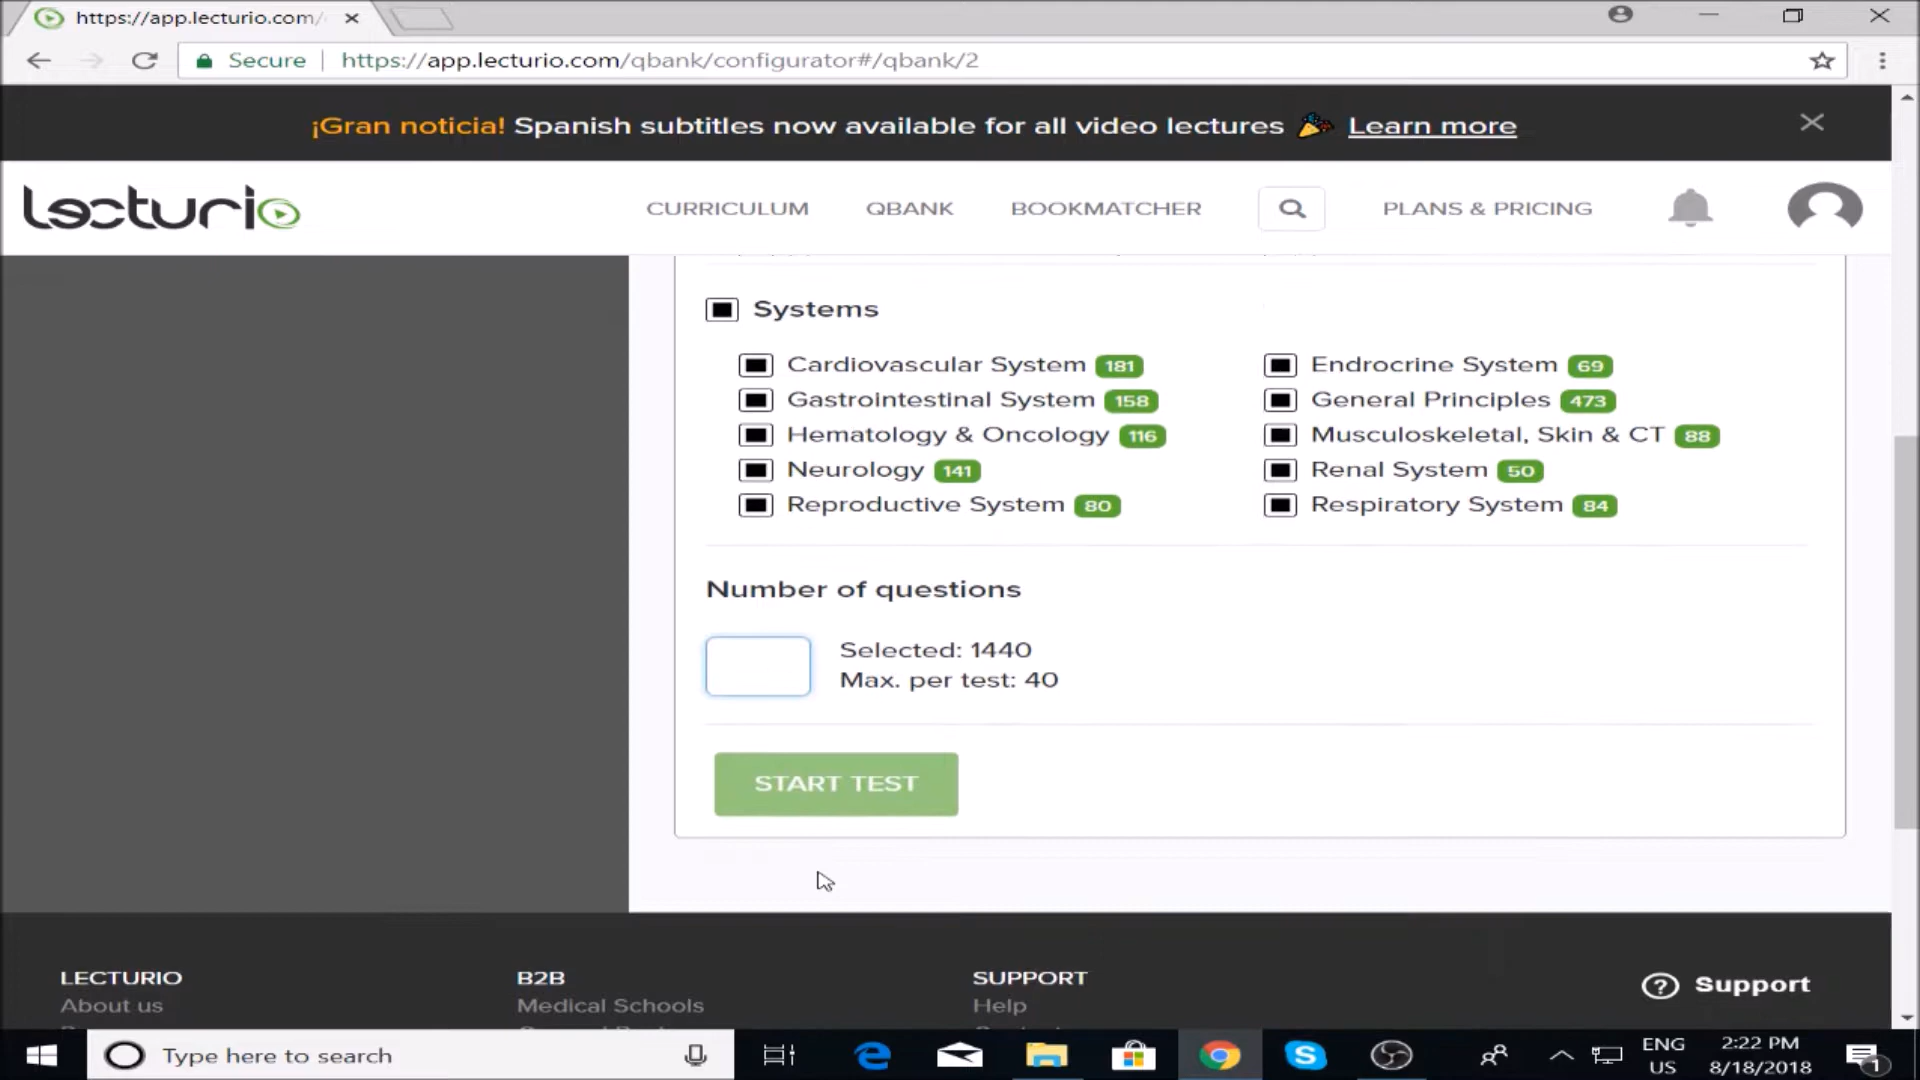 https://app.lecturio.com/
Secure
https://app.lecturio.com/qbank/configurator#/qbank/2
¡Gran noticia! Spanish subtitles now available for all video lectures 🎉 Learn more
lecturio
CURRICULUM
QBANK
BOOKMATCHER
PLANS & PRICING
Systems
Cardiovascular System 181
Endrocrine System 69
Gastrointestinal System 158
General Principles 473
Hematology & Oncology 116
Musculoskeletal, Skin & CT 88
Neurology 141
Renal System 50
Reproductive System 80
Respiratory System 84
Number of questions
Selected: 1440
Max. per test: 40
START TEST
LECTURIO
B2B
SUPPORT
Support
About us
Medical Schools
Help
Type here to search
ENG
US
2:22 PM
8/18/2018
1